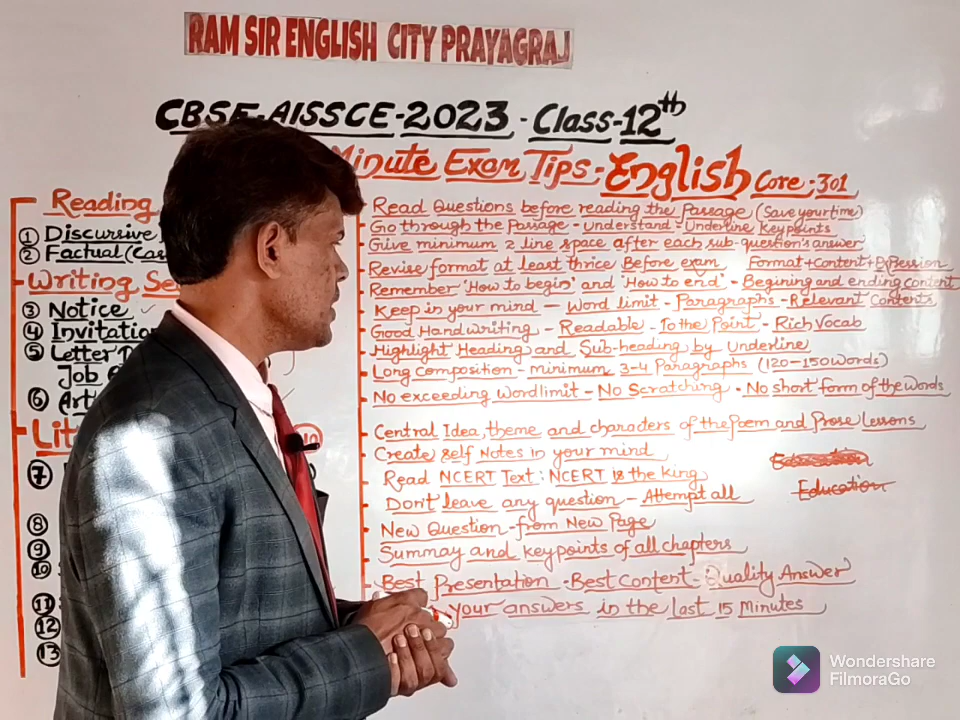 RAM SIR ENGLISH CITY PRAYAGRAJ
CBSE-AISSCE-2023 - Class-12th
Minute Exam Tips - English Core - 301
Reading
① Discursive
② Factual
Writing
③ Notice
④
⑤ Letter
Job
⑥
⑦
⑧
⑨
⑩
⑪
⑫
⑬
Read Questions before reading the Passage (Save your time)
Go through the Passage - Understand - Underline Keypoints
Give minimum 2 line space after each sub-question's answer
Revise format at least thrice Before exam Format+Content+Expession
Remember 'How to begin' and 'How to end' - Begining and ending content
Keep in your mind - Word limit - Paragraphs - Relevant Contents
Good Handwriting - Readable - To the Point - Rich Vocab
Highlight Heading and Sub-heading by Underline
Long composition - minimum 3-4 Paragraphs (120-150 words)
No exceeding Wordlimit - No Scratching - No short form of the words
Central Idea, theme and characters of the Poem and Prose lessons
Create self Notes in your mind
Read NCERT Text : NCERT is the king
Education
Don't leave any question - Attempt all
New Question - from New Page
Summay and keypoints of all chapters
Best Presentation - Best Content - Quality Answer
your answers in the last 15 Minutes
Wondershare
FilmoraGo